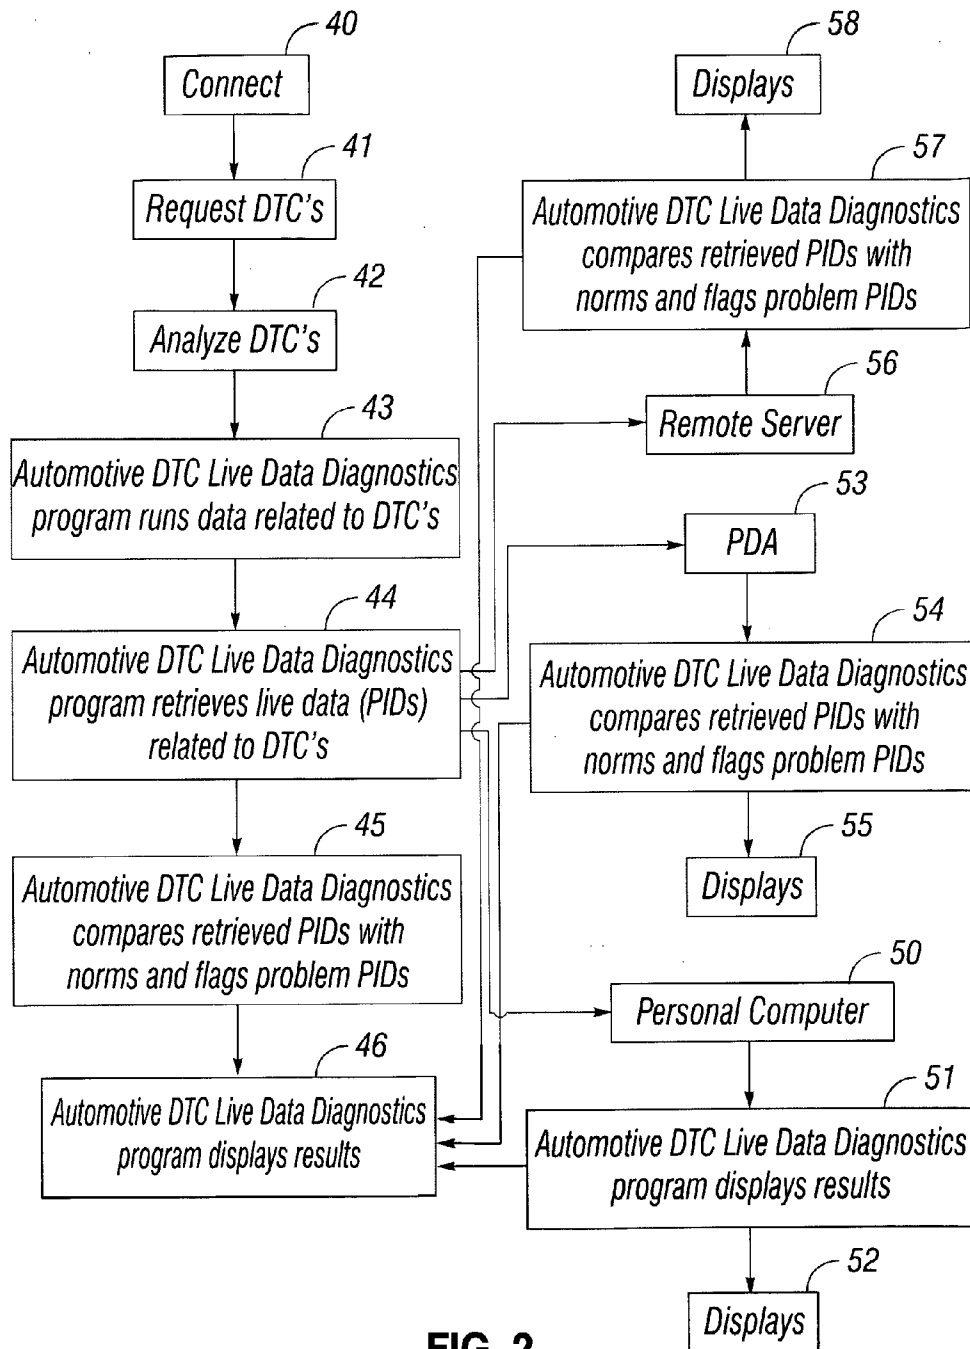 40
Connect
41
Request DTC's
42
Analyze DTC's
43
Automotive DTC Live Data Diagnostics
program runs data related to DTC's
44
Automotive DTC Live Data Diagnostics
program retrieves live data (PIDs)
related to DTC's
45
Automotive DTC Live Data Diagnostics
compares retrieved PIDs with
norms and flags problem PIDs
46
Automotive DTC Live Data Diagnostics
program displays results
58
Displays
57
Automotive DTC Live Data Diagnostics
compares retrieved PIDs with
norms and flags problem PIDs
56
Remote Server
53
PDA
54
Automotive DTC Live Data Diagnostics
compares retrieved PIDs with
norms and flags problem PIDs
55
Displays
50
Personal Computer
51
Automotive DTC Live Data Diagnostics
program displays results
52
Displays
FIG. 2